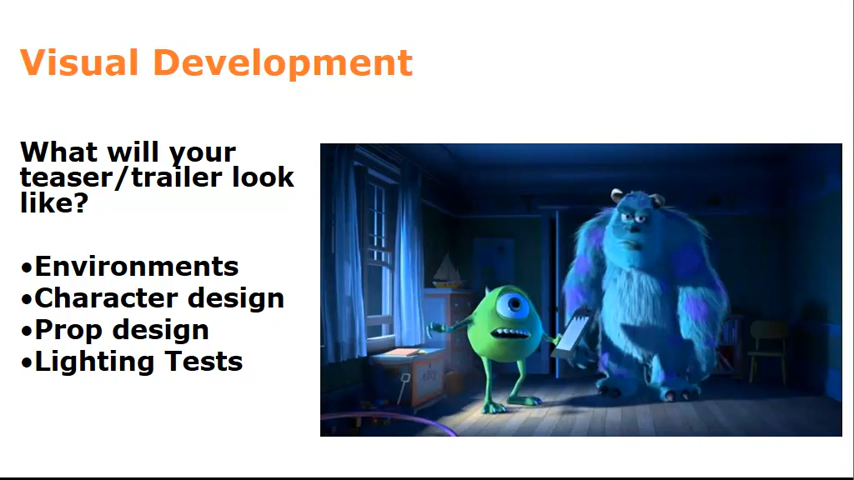 Visual Development
What will your
teaser/trailer look
like?
•Environments
•Character design
•Prop design
•Lighting Tests